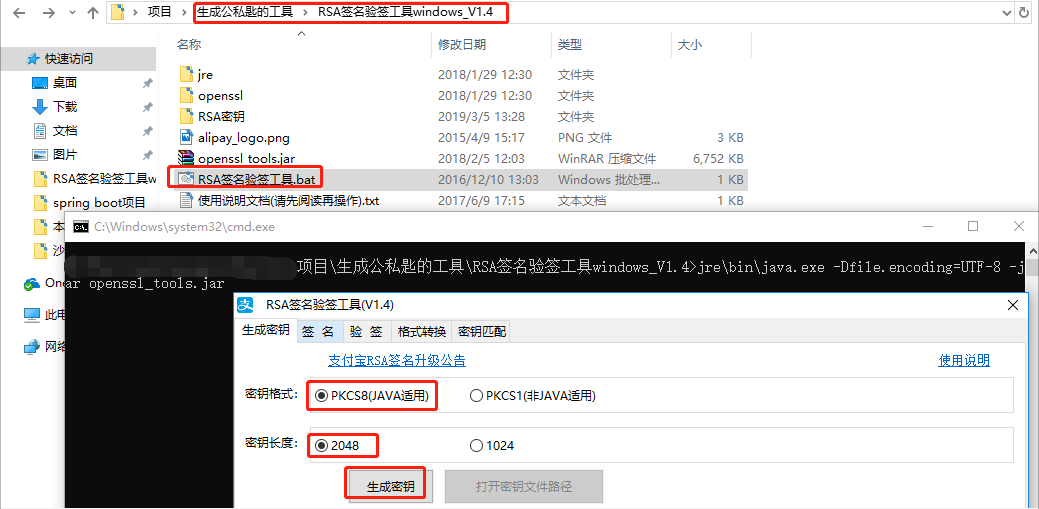 项目 > 生成公私匙的工具 > RSA签名验签工具windows_V1.4
名称 修改日期 类型 大小
快速访问
桌面
下载
文档
图片
RSA签名验签工具w
spring boot项目
本
沙
On
此电
网络
jre 2018/1/29 12:30 文件夹
openssl 2018/1/29 12:30 文件夹
RSA密钥 2019/3/5 13:28 文件夹
alipay_logo.png 2015/4/9 15:17 PNG 文件 3 KB
openssl_tools.jar 2018/2/5 12:03 WinRAR 压缩文件 6,752 KB
RSA签名验签工具.bat 2016/12/10 13:03 Windows 批处理... 1 KB
使用说明文档(请先阅读再操作).txt 2017/6/9 17:15 文本文档 1 KB
C:\Windows\system32\cmd.exe
项目\生成公私匙的工具\RSA签名验签工具windows_V1.4>jre\bin\java.exe -Dfile.encoding=UTF-8 -j
ar openssl_tools.jar
RSA签名验签工具(V1.4)
生成密钥 签 名 验 签 格式转换 密钥匹配
支付宝RSA签名升级公告 使用说明
密钥格式： PKCS8(JAVA适用) PKCS1(非JAVA适用)
密钥长度： 2048 1024
生成密钥 打开密钥文件路径